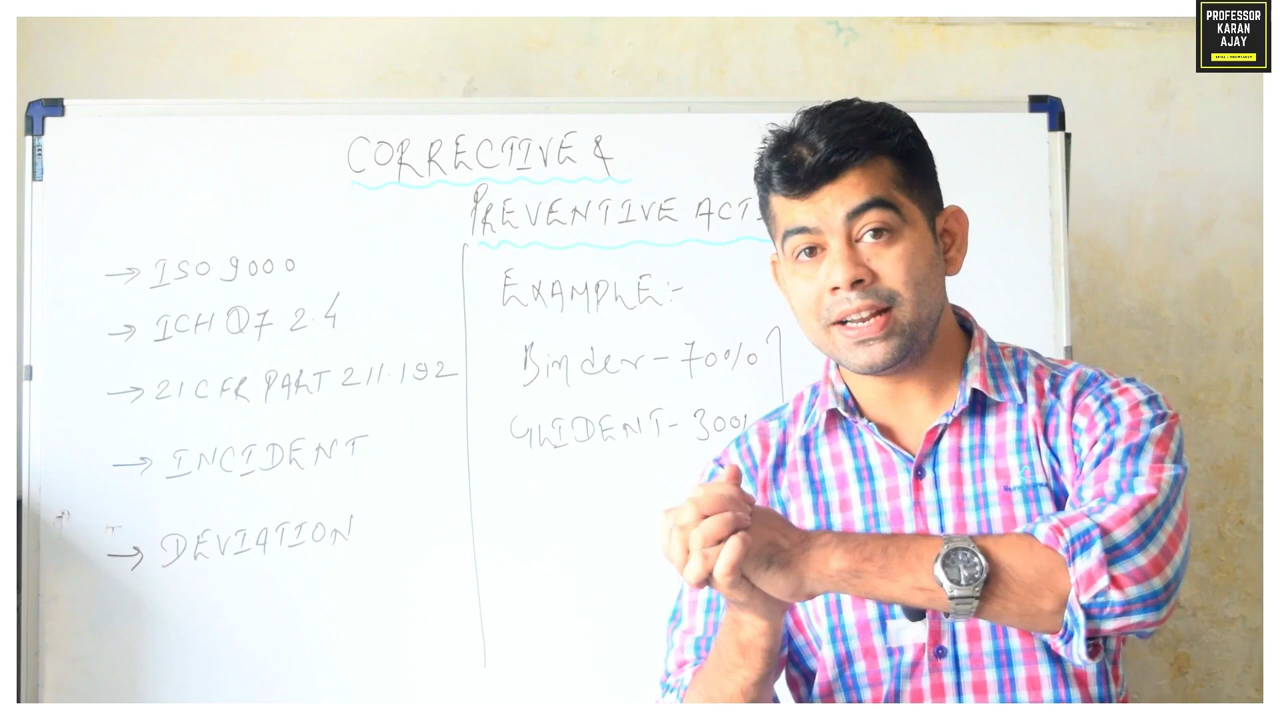 PROFESSOR
KARAN
AJAY
CORRECTIVE &
PREVENTIVE ACTI
→ ISO 9000
→ ICH Q7 2.4
→ 21 CFR PART 211.192
→ INCIDENT
→ DEVIATION
EXAMPLE:-
Binder - 70%
GLIDENT - 30%